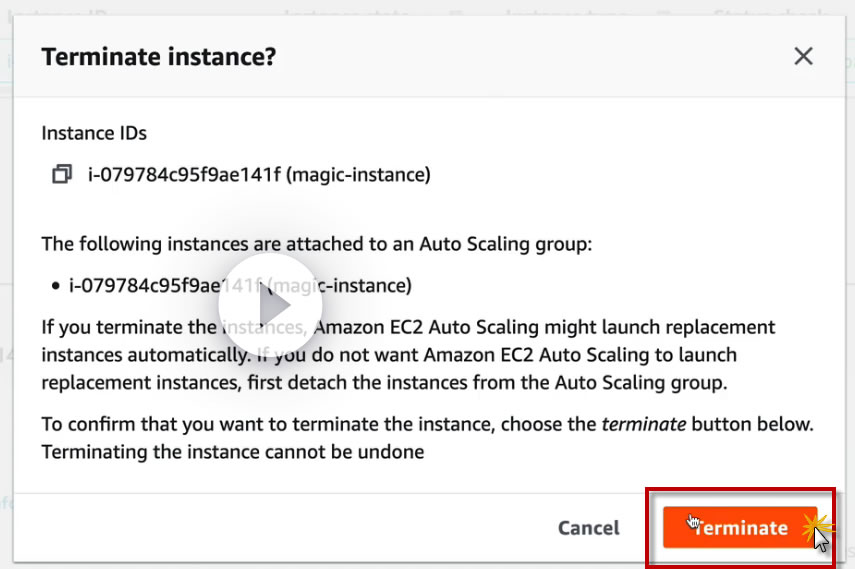 Terminate instance?
Instance IDs
i-079784c95f9ae141f (magic-instance)
The following instances are attached to an Auto Scaling group:
• i-079784c95f9ae141f (magic-instance)
If you terminate the instances, Amazon EC2 Auto Scaling might launch replacement
instances automatically. If you do not want Amazon EC2 Auto Scaling to launch
replacement instances, first detach the instances from the Auto Scaling group.
To confirm that you want to terminate the instance, choose the terminate button below.
Terminating the instance cannot be undone
Cancel
Terminate